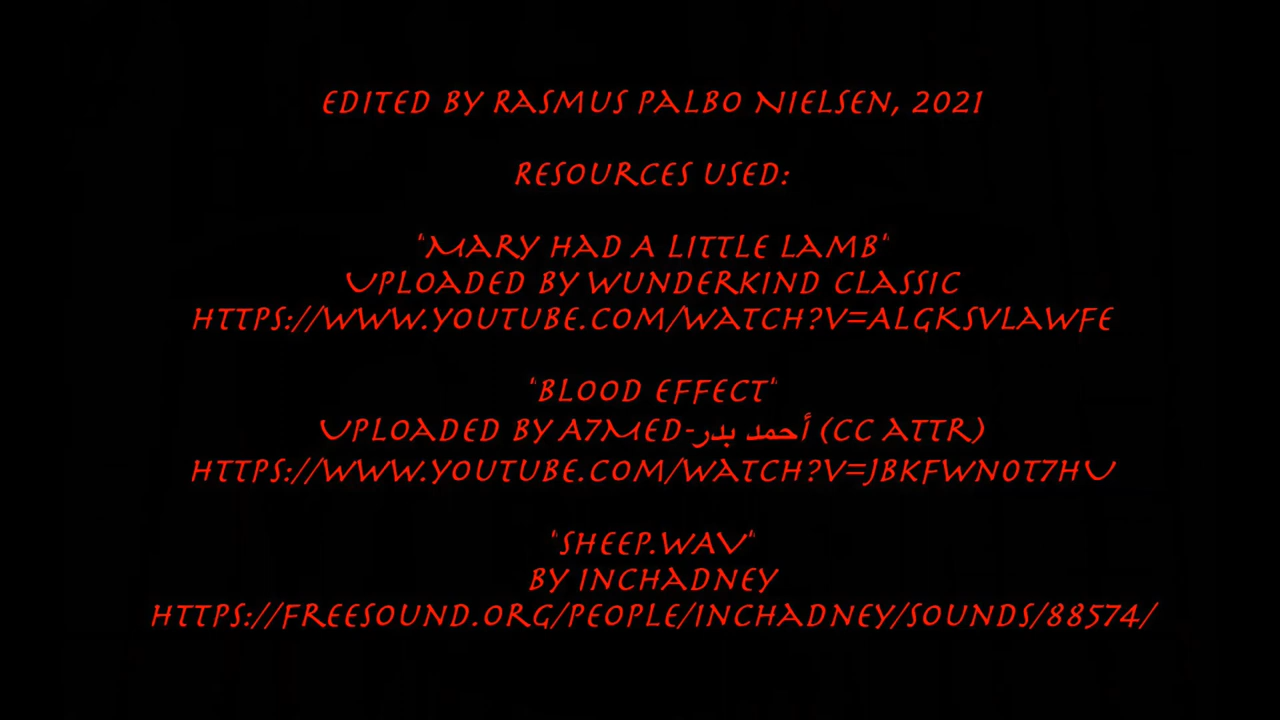 EDITED BY RASMUS PALBO NIELSEN, 2021
RESOURCES USED:
"MARY HAD A LITTLE LAMB"
UPLOADED BY WUNDERKIND CLASSIC
HTTPS://WWW.YOUTUBE.COM/WATCH?V=ALGKSVLAWFE
"BLOOD EFFECT"
UPLOADED BY A7MED-أحمد بدر (CC ATTR)
HTTPS://WWW.YOUTUBE.COM/WATCH?V=JBKFWN0T7HU
"SHEEP.WAV"
BY INCHADNEY
HTTPS://FREESOUND.ORG/PEOPLE/INCHADNEY/SOUNDS/88574/